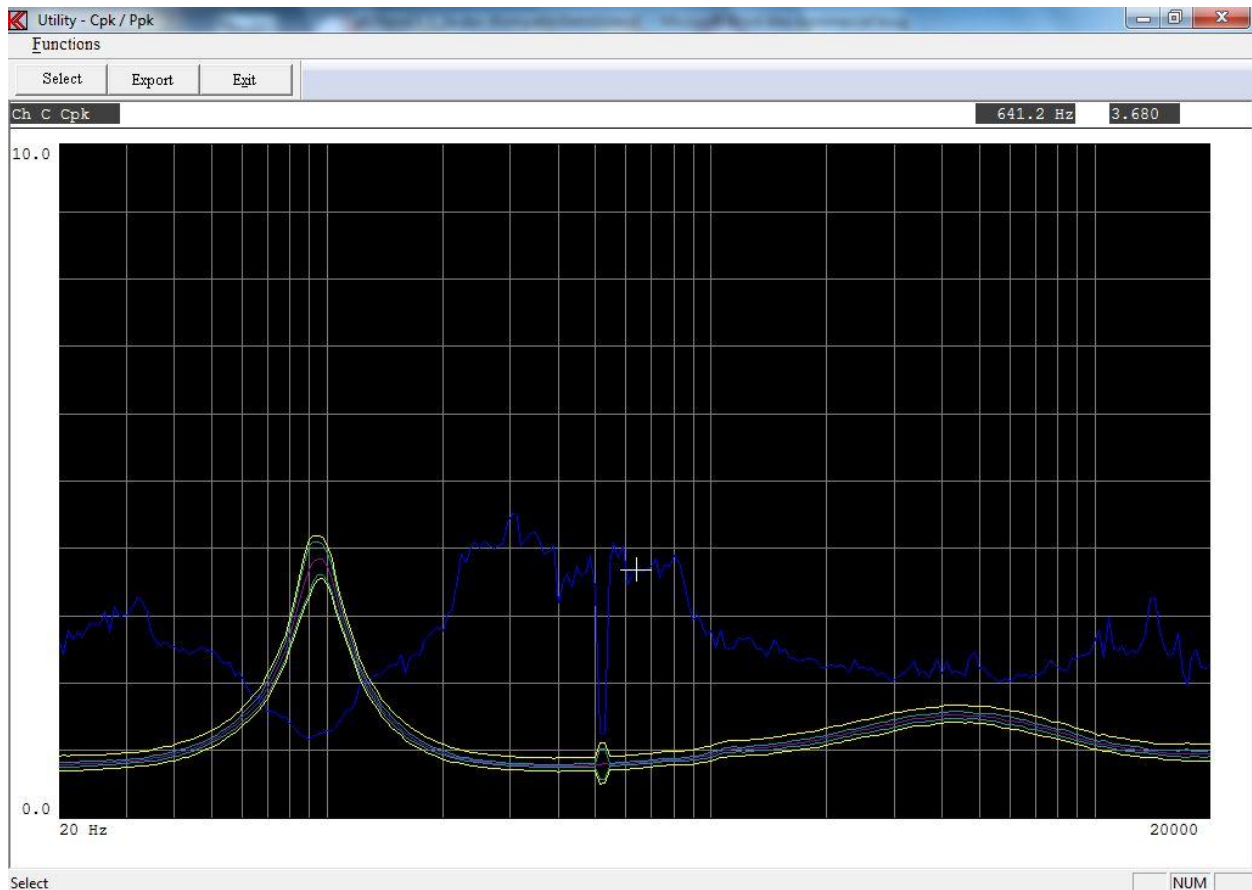 Utility - Cpk / Ppk
Functions
Select Export Exit
Ch C Cpk 641.2 Hz 3.680
10.0
0.0
20 Hz 20000
Select NUM